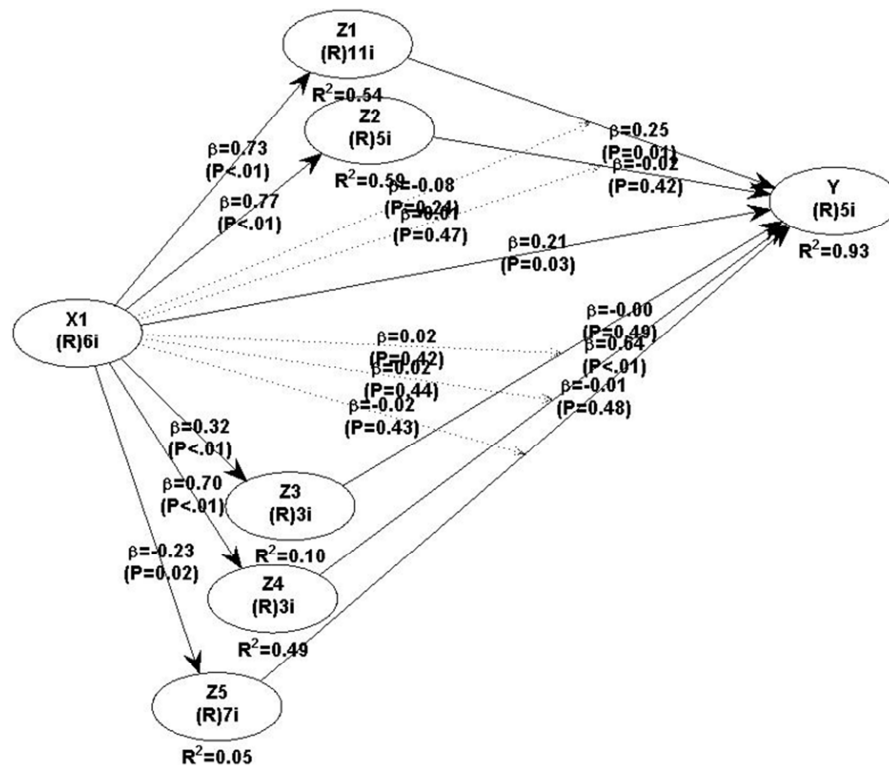 Z1
(R)11i
R²=0.54
Z2
(R)5i
R²=0.59
β=0.73
(P<.01)
β=0.77
(P<.01)
β=-0.08
(P=0.24)
(P=0.47)
β=0.25
(P=0.01)
β=-0.02
(P=0.42)
Y
(R)5i
R²=0.93
β=0.21
(P=0.03)
X1
(R)6i
β=-0.00
(P=0.49)
β=0.64
(P<.01)
β=-0.01
(P=0.48)
β=0.02
(P=0.42)
β=0.02
(P=0.44)
β=-0.02
(P=0.43)
β=0.32
(P<.01)
β=0.70
(P<.01)
β=-0.23
(P=0.02)
Z3
(R)3i
R²=0.10
Z4
(R)3i
R²=0.49
Z5
(R)7i
R²=0.05